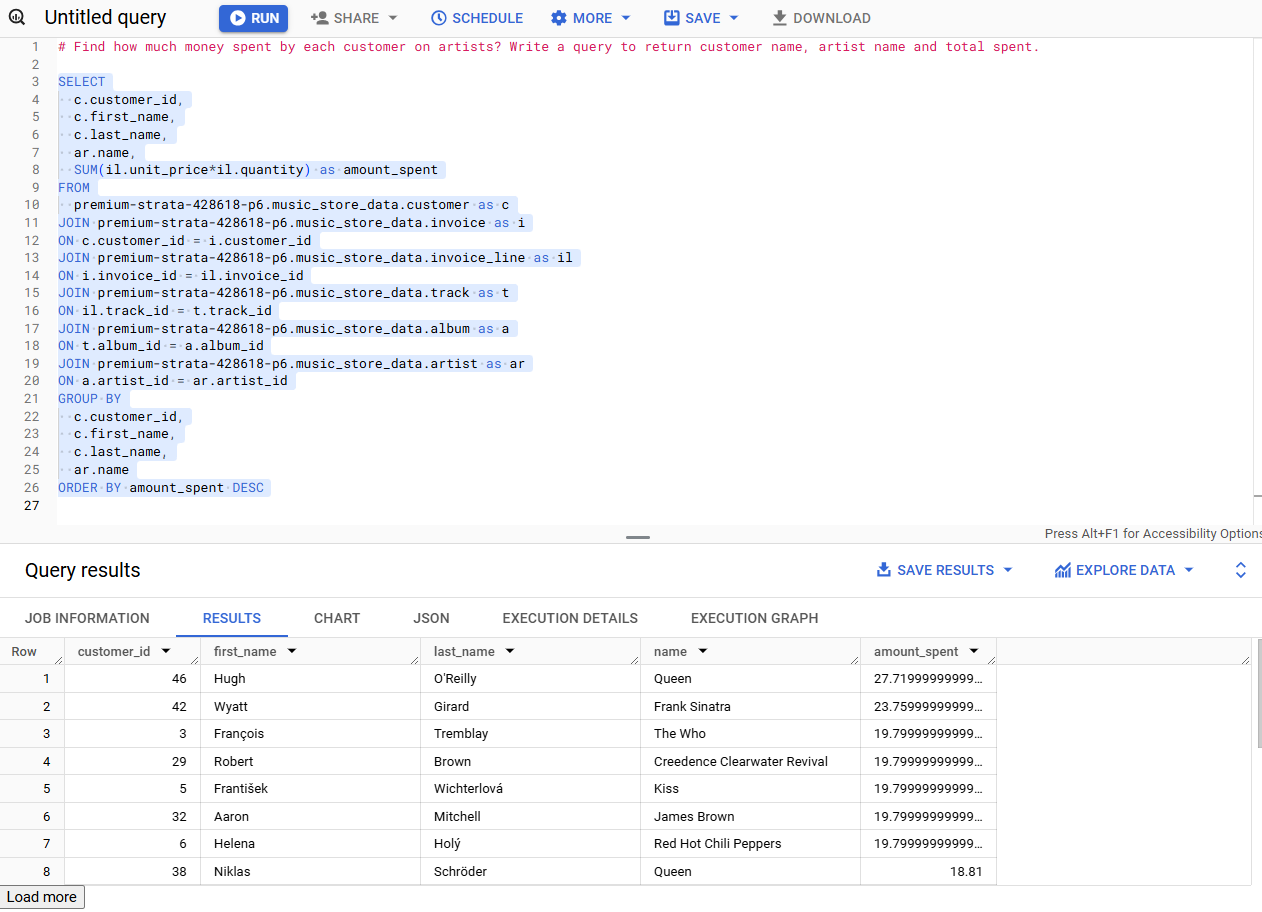 Untitled query RUN SHARE SCHEDULE MORE SAVE DOWNLOAD
1 # Find how much money spent by each customer on artists? Write a query to return customer name, artist name and total spent.
2
3 SELECT
4 c.customer_id,
5 c.first_name,
6 c.last_name,
7 ar.name,
8 SUM(il.unit_price*il.quantity) as amount_spent
9 FROM
10 premium-strata-428618-p6.music_store_data.customer as c
11 JOIN premium-strata-428618-p6.music_store_data.invoice as i
12 ON c.customer_id = i.customer_id
13 JOIN premium-strata-428618-p6.music_store_data.invoice_line as il
14 ON i.invoice_id = il.invoice_id
15 JOIN premium-strata-428618-p6.music_store_data.track as t
16 ON il.track_id = t.track_id
17 JOIN premium-strata-428618-p6.music_store_data.album as a
18 ON t.album_id = a.album_id
19 JOIN premium-strata-428618-p6.music_store_data.artist as ar
20 ON a.artist_id = ar.artist_id
21 GROUP BY
22 c.customer_id,
23 c.first_name,
24 c.last_name,
25 ar.name
26 ORDER BY amount_spent DESC
27
Press Alt+F1 for Accessibility Options
Query results SAVE RESULTS EXPLORE DATA
JOB INFORMATION RESULTS CHART JSON EXECUTION DETAILS EXECUTION GRAPH
Row customer_id first_name last_name name amount_spent
1 46 Hugh O'Reilly Queen 27.71999999999...
2 42 Wyatt Girard Frank Sinatra 23.75999999999...
3 3 François Tremblay The Who 19.79999999999...
4 29 Robert Brown Creedence Clearwater Revival 19.79999999999...
5 5 František Wichterlová Kiss 19.79999999999...
6 32 Aaron Mitchell James Brown 19.79999999999...
7 6 Helena Holý Red Hot Chili Peppers 19.79999999999...
8 38 Niklas Schröder Queen 18.81
Load more